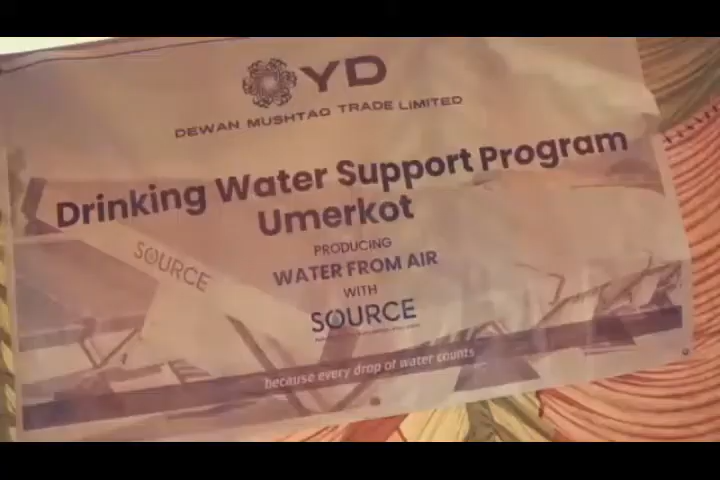 YD
DEWAN MUSHTAQ TRADE LIMITED
Drinking Water Support Program
Umerkot
PRODUCING
WATER FROM AIR
WITH
SOURCE
because every drop of water counts
SOURCE